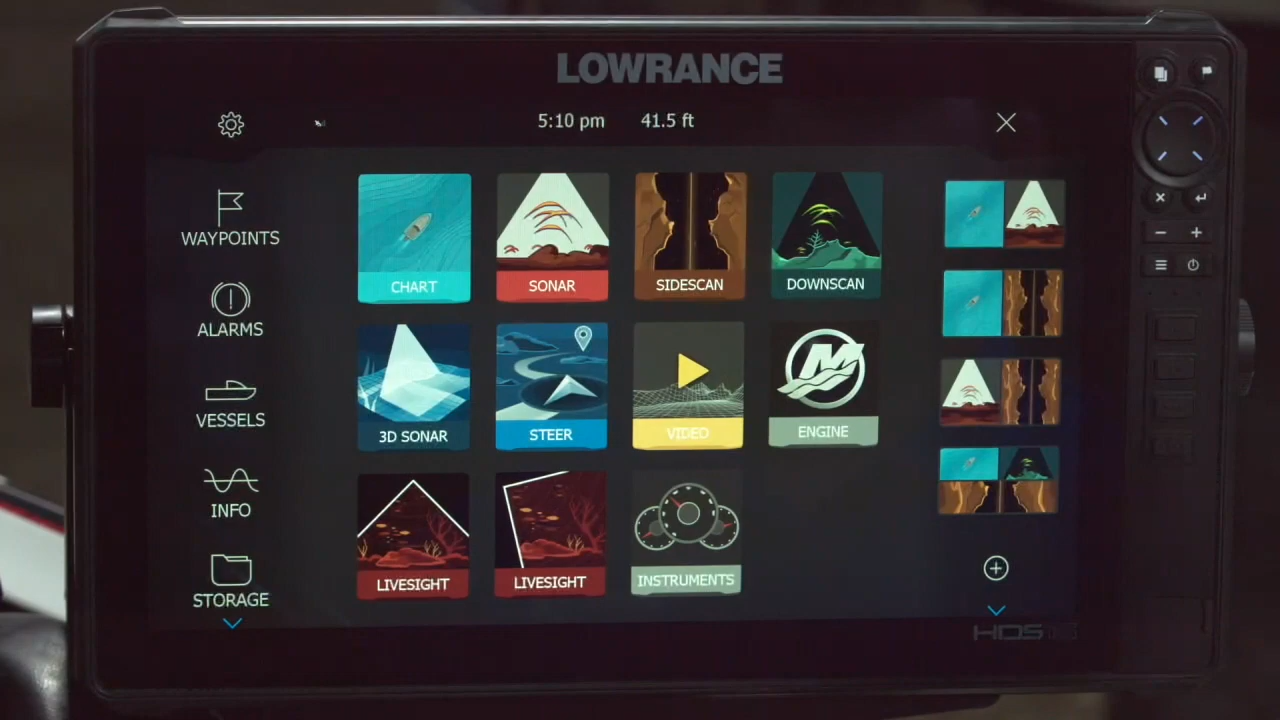 LOWRANCE
5:10 pm 41.5 ft
WAYPOINTS
ALARMS
VESSELS
INFO
STORAGE
CHART
SONAR
SIDESCAN
DOWNSCAN
3D SONAR
STEER
VIDEO
ENGINE
LIVESIGHT
LIVESIGHT
INSTRUMENTS
HDS